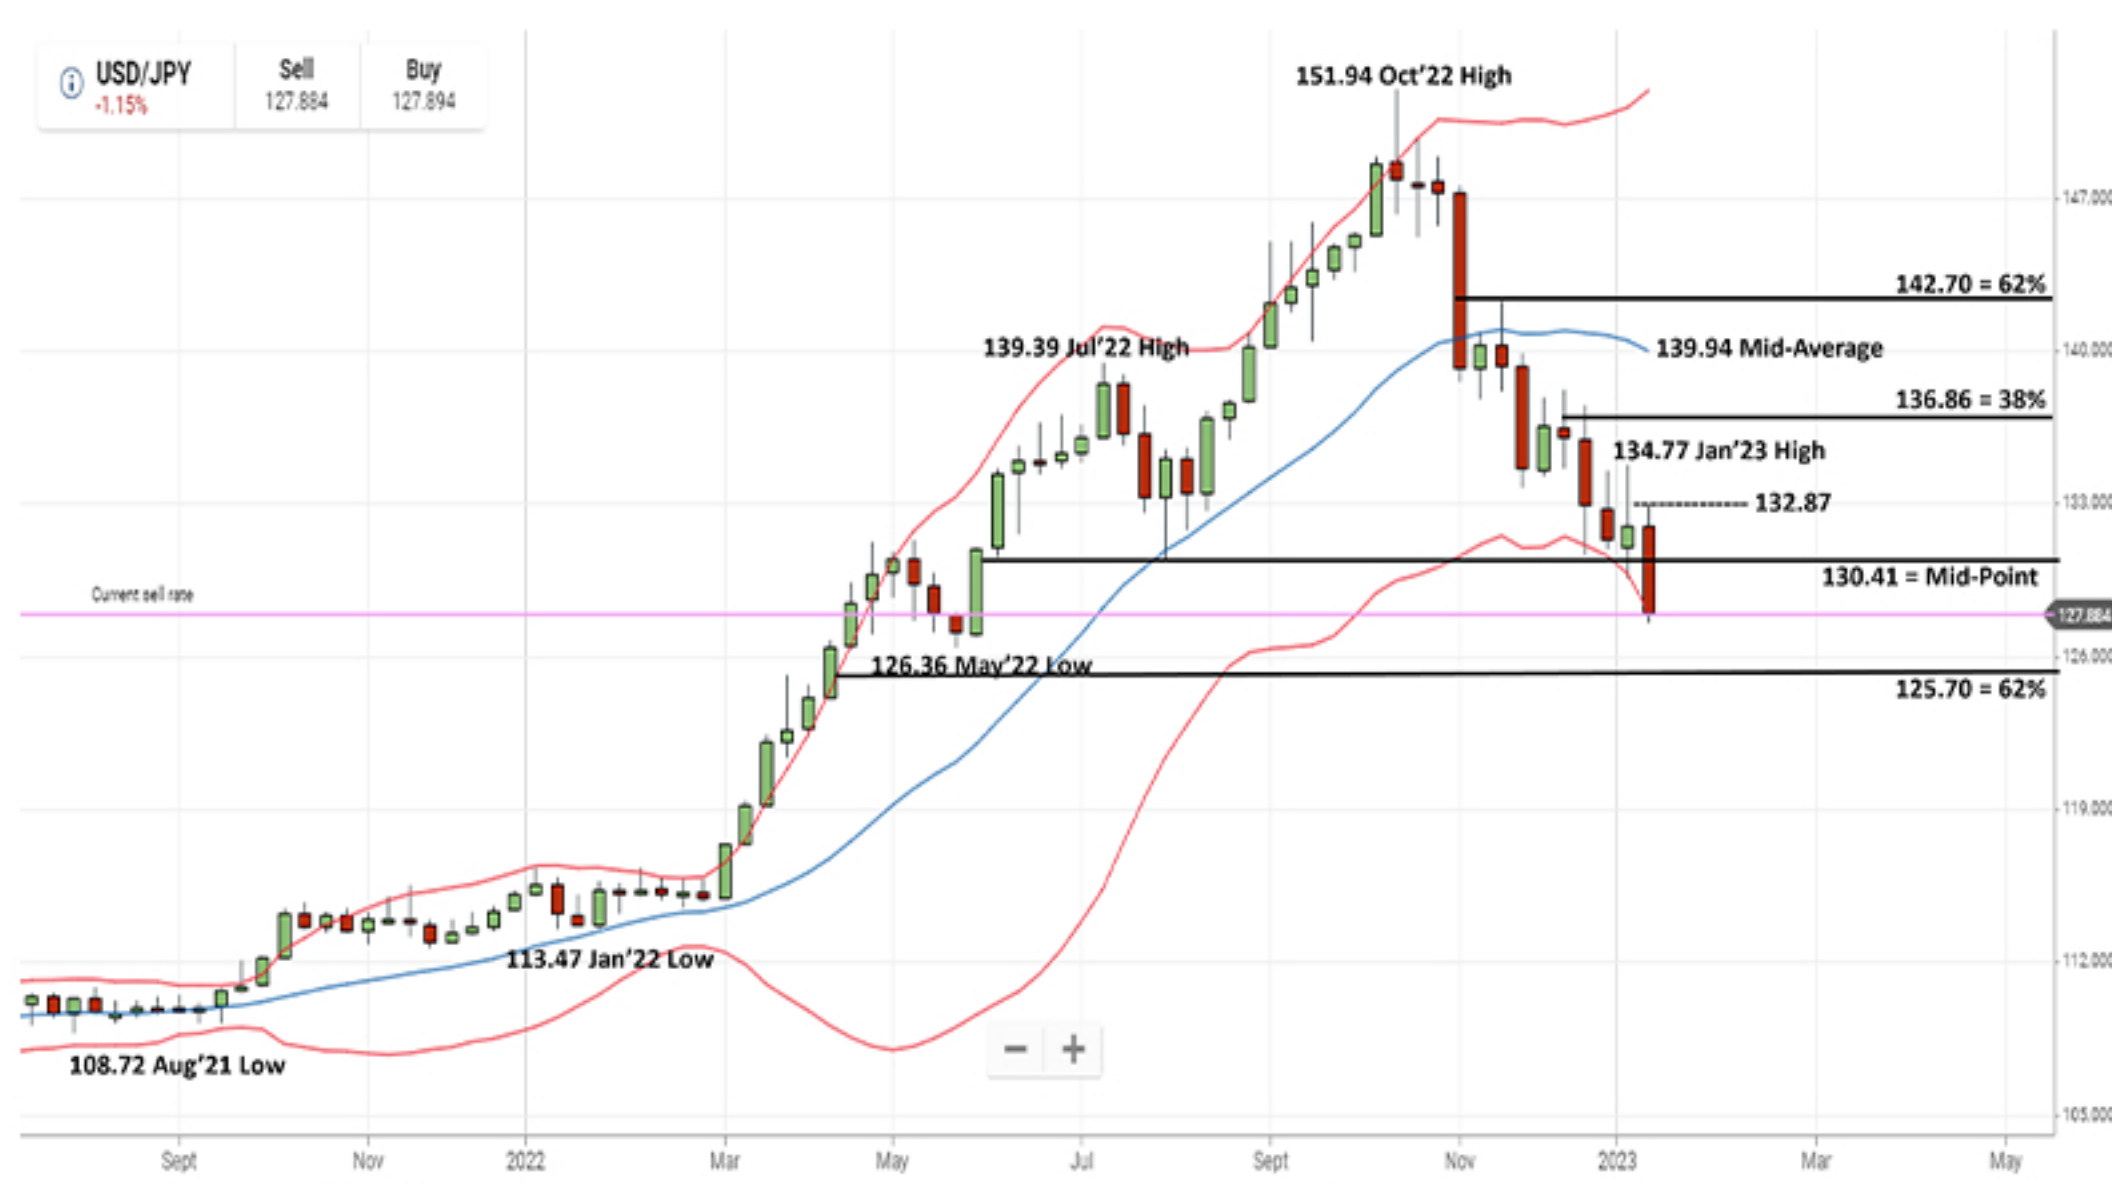 USD/JPY
-1.15%
Sell
127.884
Buy
127.894
151.94 Oct'22 High
147.000
142.70 = 62%
139.39 Jul'22 High
139.94 Mid-Average
140.000
136.86 = 38%
134.77 Jan'23 High
132.87
133.000
130.41 = Mid-Point
Current sell rate
127.884
126.36 May'22 Low
126.000
125.70 = 62%
119.000
113.47 Jan'22 Low
112.000
108.72 Aug'21 Low
105.000
Sept Nov 2022 Mar May Jul Sept Nov 2023 Mar May